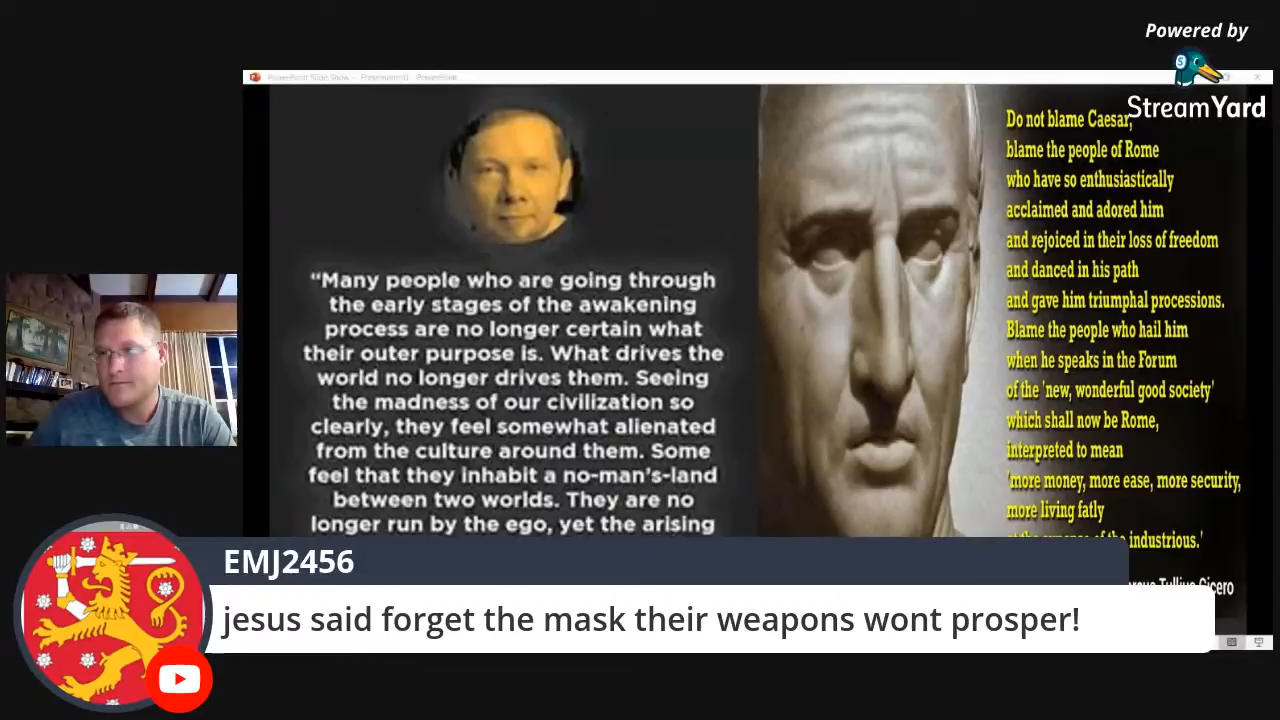 Powered by
StreamYard
PowerPoint Slide Show - Presentation1 - PowerPoint
“Many people who are going through
the early stages of the awakening
process are no longer certain what
their outer purpose is. What drives the
world no longer drives them. Seeing
the madness of our civilization so
clearly, they feel somewhat alienated
from the culture around them. Some
feel that they inhabit a no-man’s-land
between two worlds. They are no
longer run by the ego, yet the arising
Do not blame Caesar,
blame the people of Rome
who have so enthusiastically
acclaimed and adored him
and rejoiced in their loss of freedom
and danced in his path
and gave him triumphal processions.
Blame the people who hail him
when he speaks in the Forum
of the 'new, wonderful good society'
which shall now be Rome,
interpreted to mean
'more money, more ease, more security,
more living fatly
industrious.'
Tullius Cicero
EMJ2456
jesus said forget the mask their weapons wont prosper!